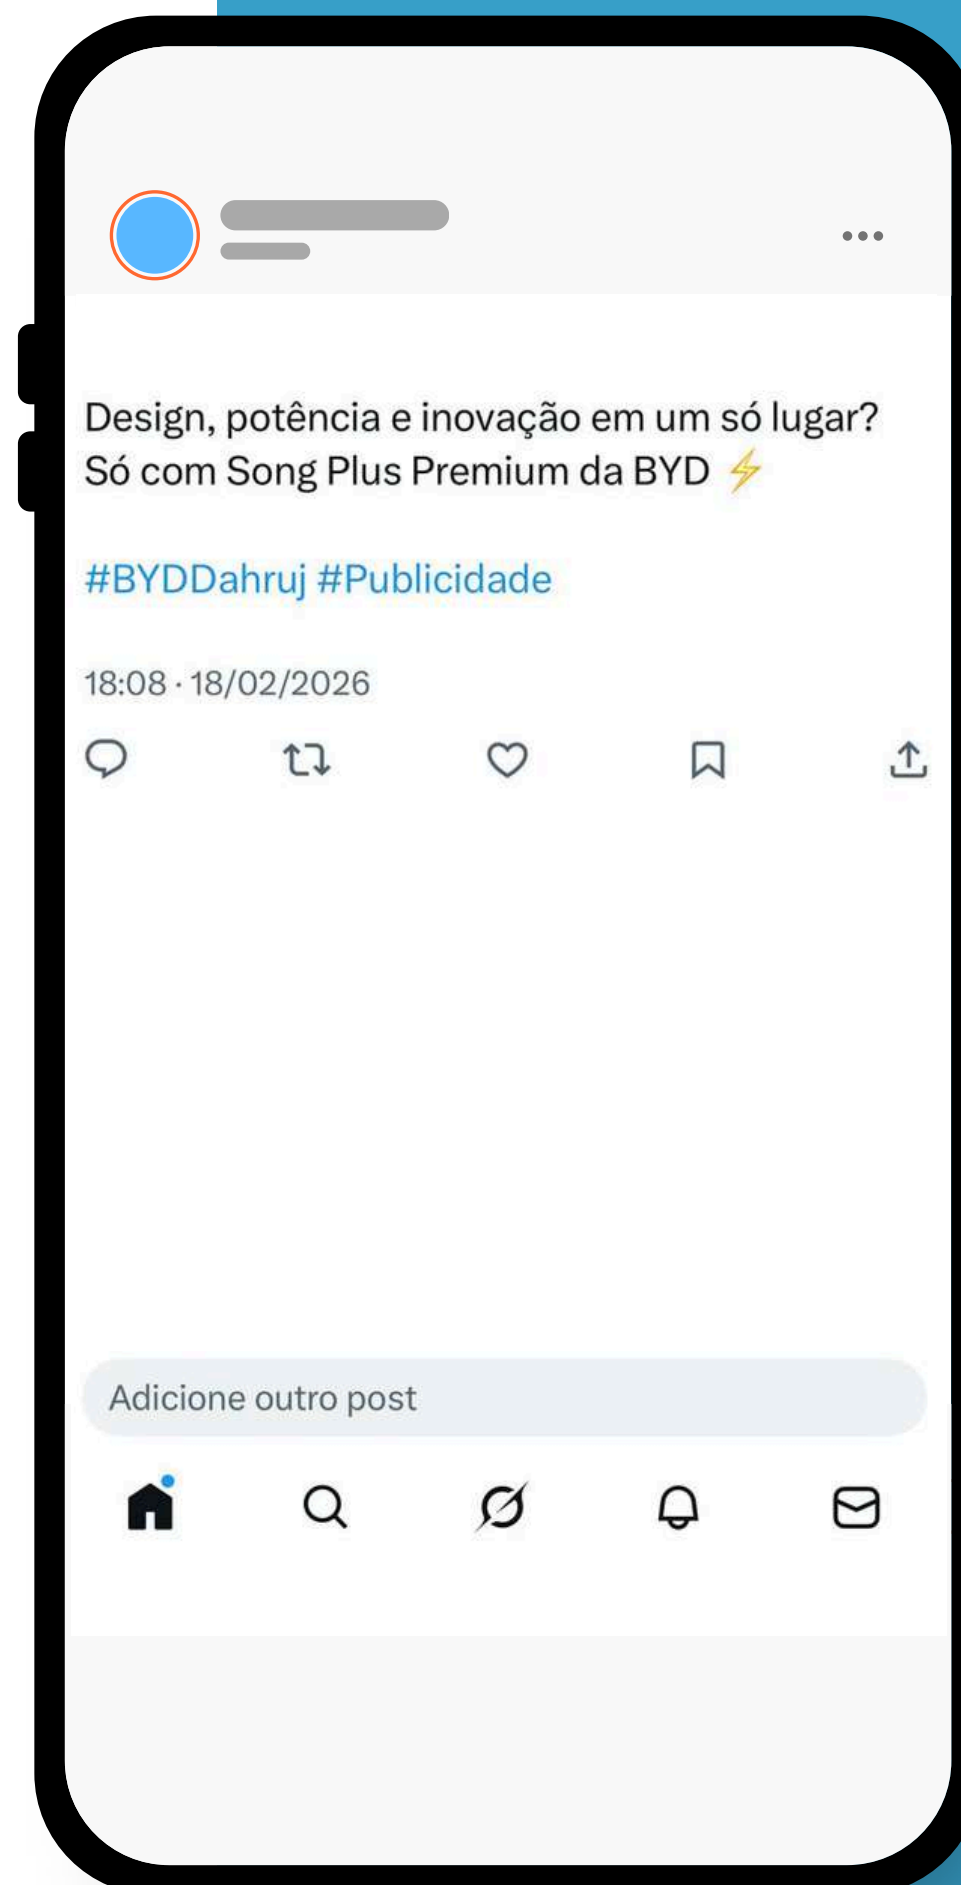 Design, potência e inovação em um só lugar?
Só com Song Plus Premium da BYD ⚡
#BYDDahruj #Publicidade
18:08 · 18/02/2026
Adicione outro post